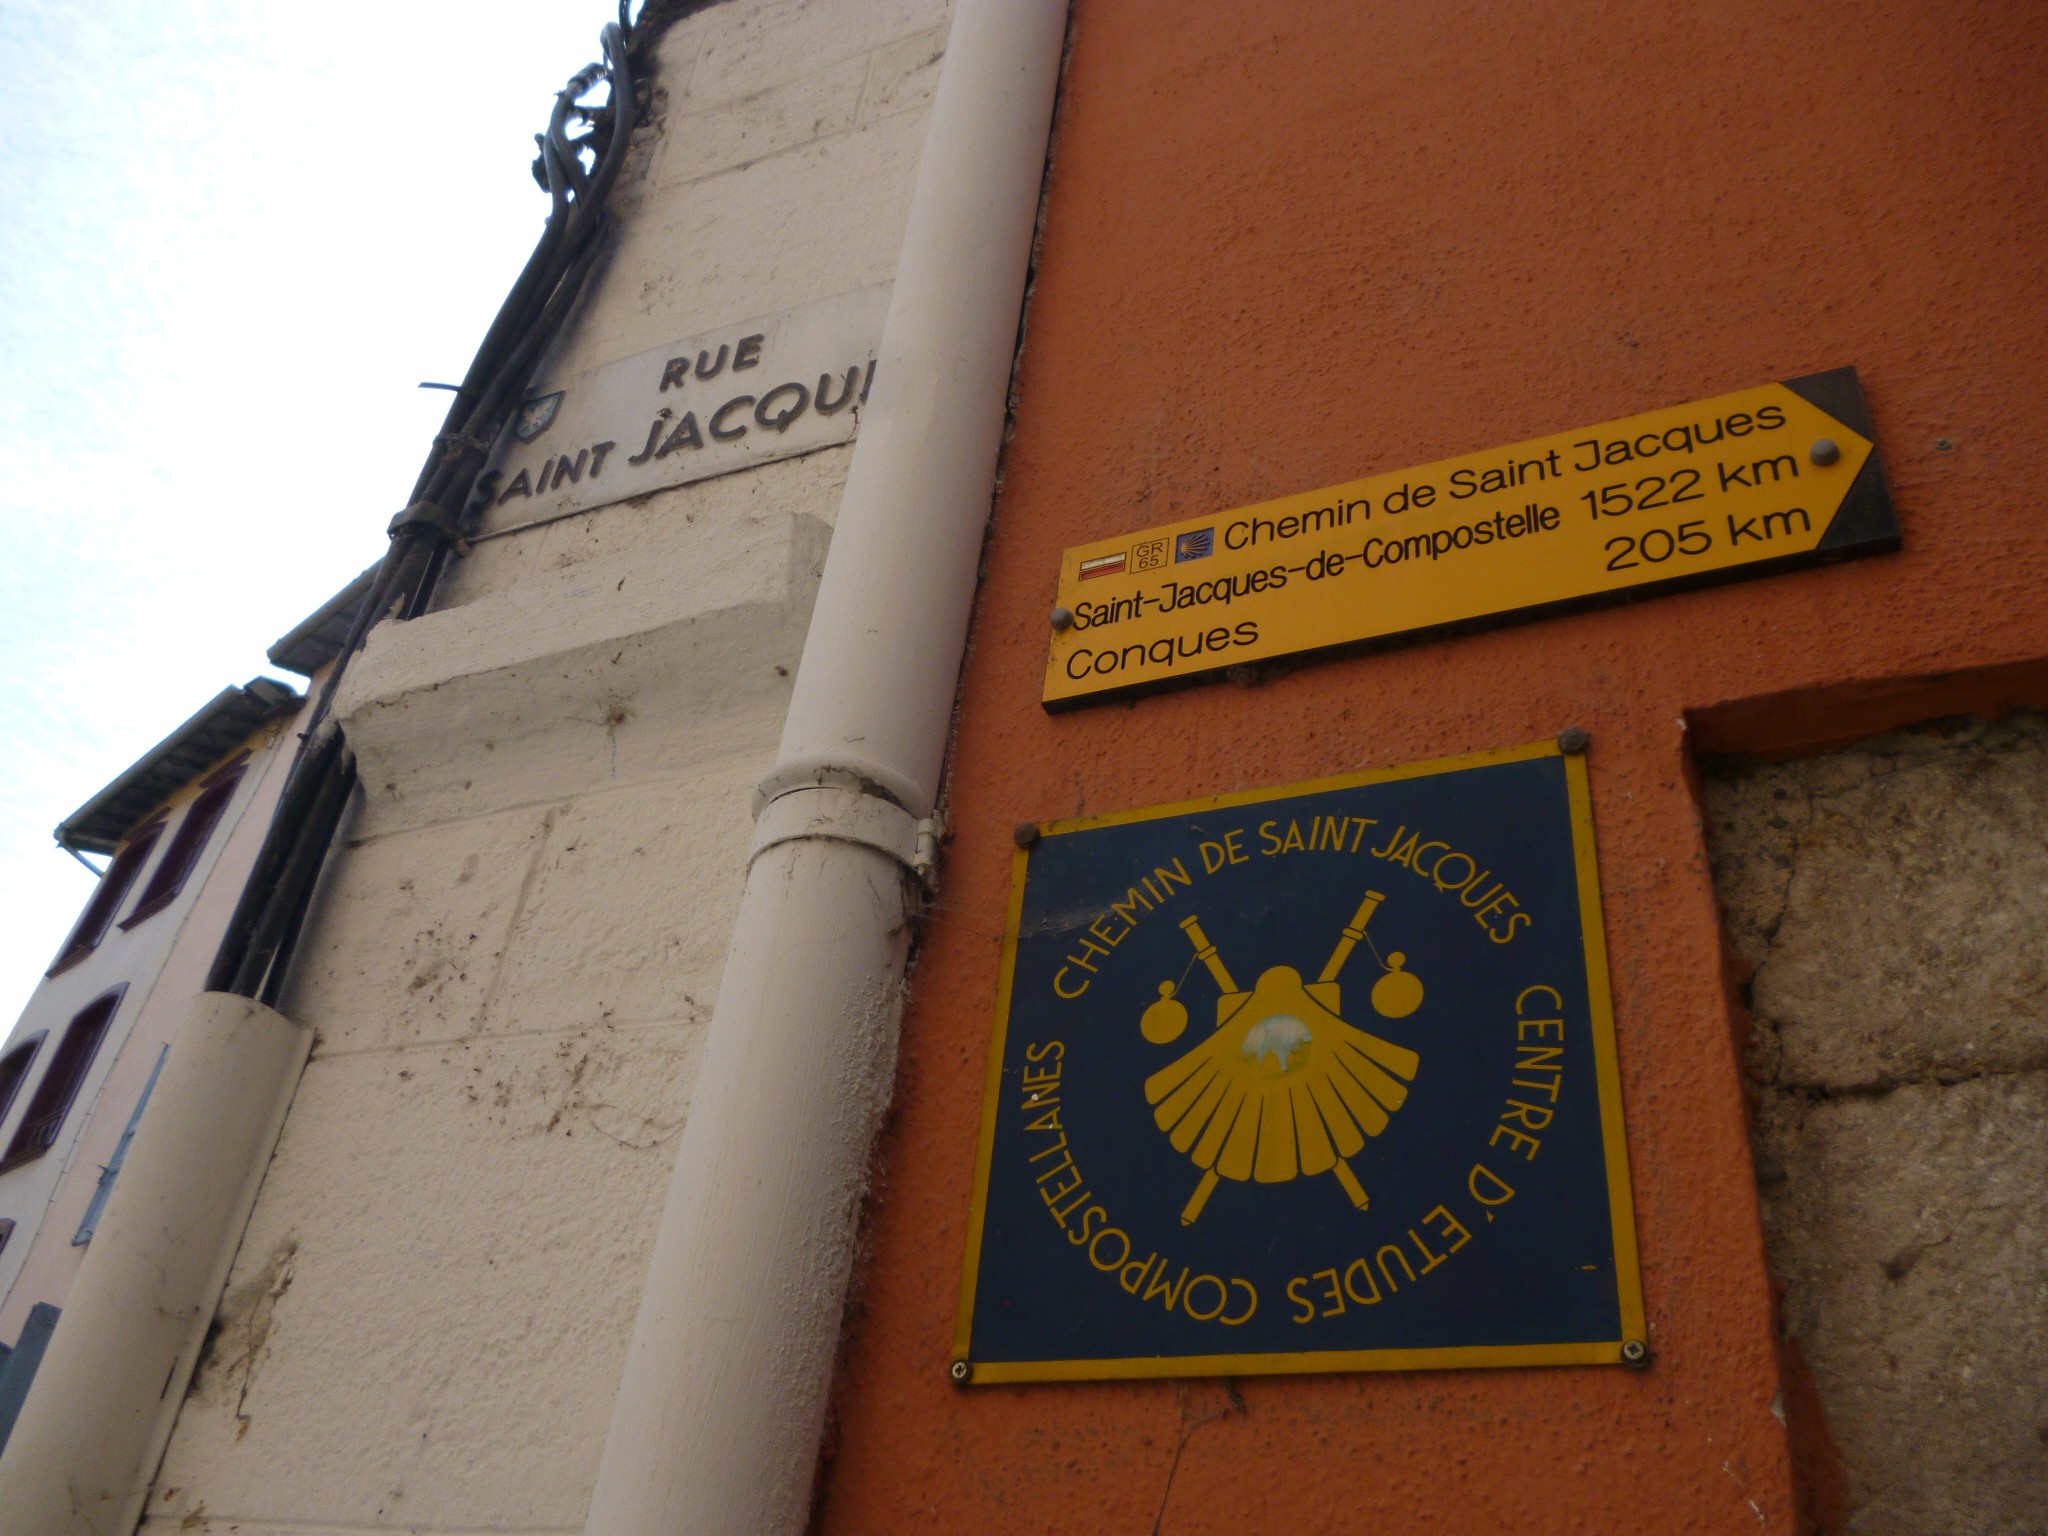 RUE
SAINT JACQU
GR
65
Chemin de Saint Jacques
Saint-Jacques-de-Compostelle 1522 km
Conques 205 km
CHEMIN DE SAINT JACQUES
CENTRE D'ETUDES COMPOSTELLANES